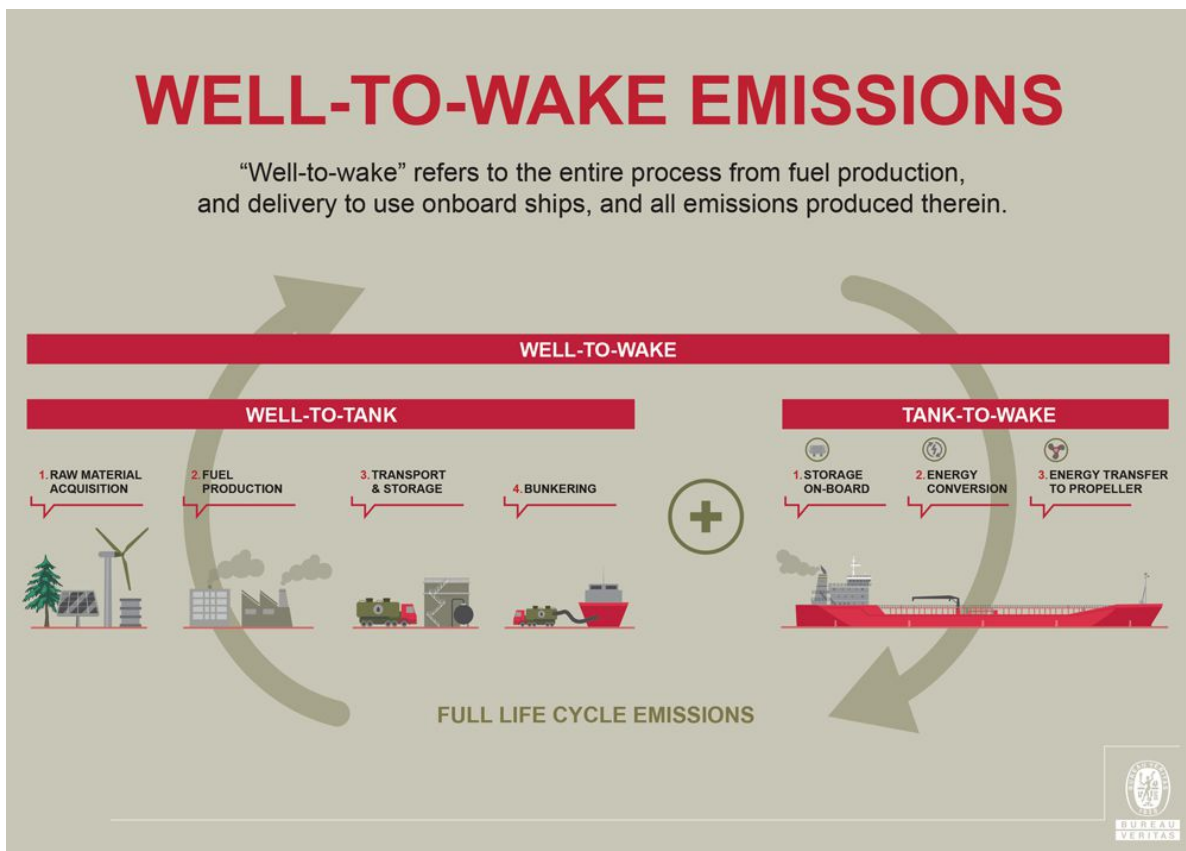 WELL-TO-WAKE EMISSIONS
“Well-to-wake” refers to the entire process from fuel production,
and delivery to use onboard ships, and all emissions produced therein.
WELL-TO-WAKE
WELL-TO-TANK
1. RAW MATERIAL
ACQUISITION
2. FUEL
PRODUCTION
3. TRANSPORT
& STORAGE
4. BUNKERING
TANK-TO-WAKE
1. STORAGE
ON-BOARD
2. ENERGY
CONVERSION
3. ENERGY TRANSFER
TO PROPELLER
FULL LIFE CYCLE EMISSIONS
BUREAU VERITAS
1828
BUREAU
VERITAS